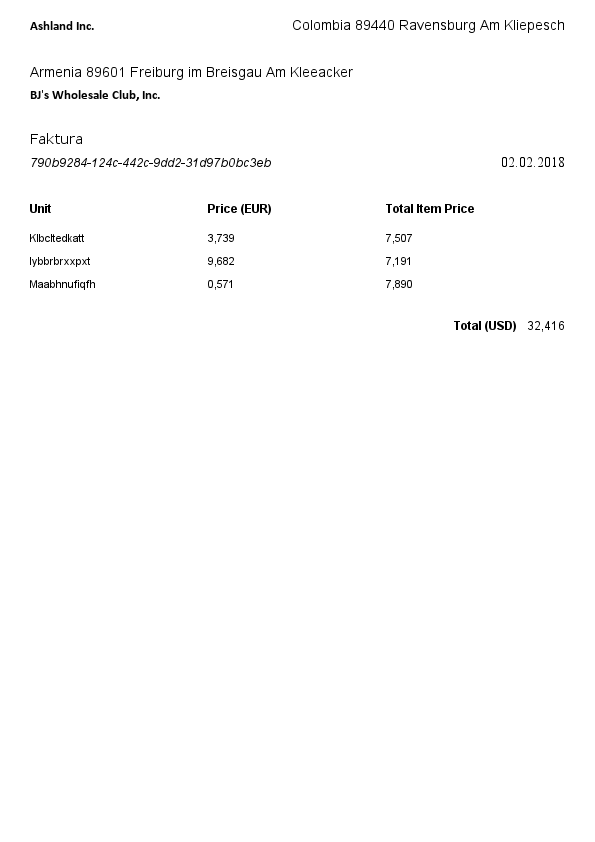 Ashland Inc. Colombia 89440 Ravensburg Am Kliepesch
Armenia 89601 Freiburg im Breisgau Am Kleeacker
BJ's Wholesale Club, Inc.
Faktura
790b9284-124c-442c-9dd2-31d97b0bc3eb 02.02.2018
Unit Price (EUR) Total Item Price
Klbcltedkatt 3,739 7,507
Iybbrbrxxpxt 9,682 7,191
Maabhnufiqfh 0,571 7,890
Total (USD) 32,416